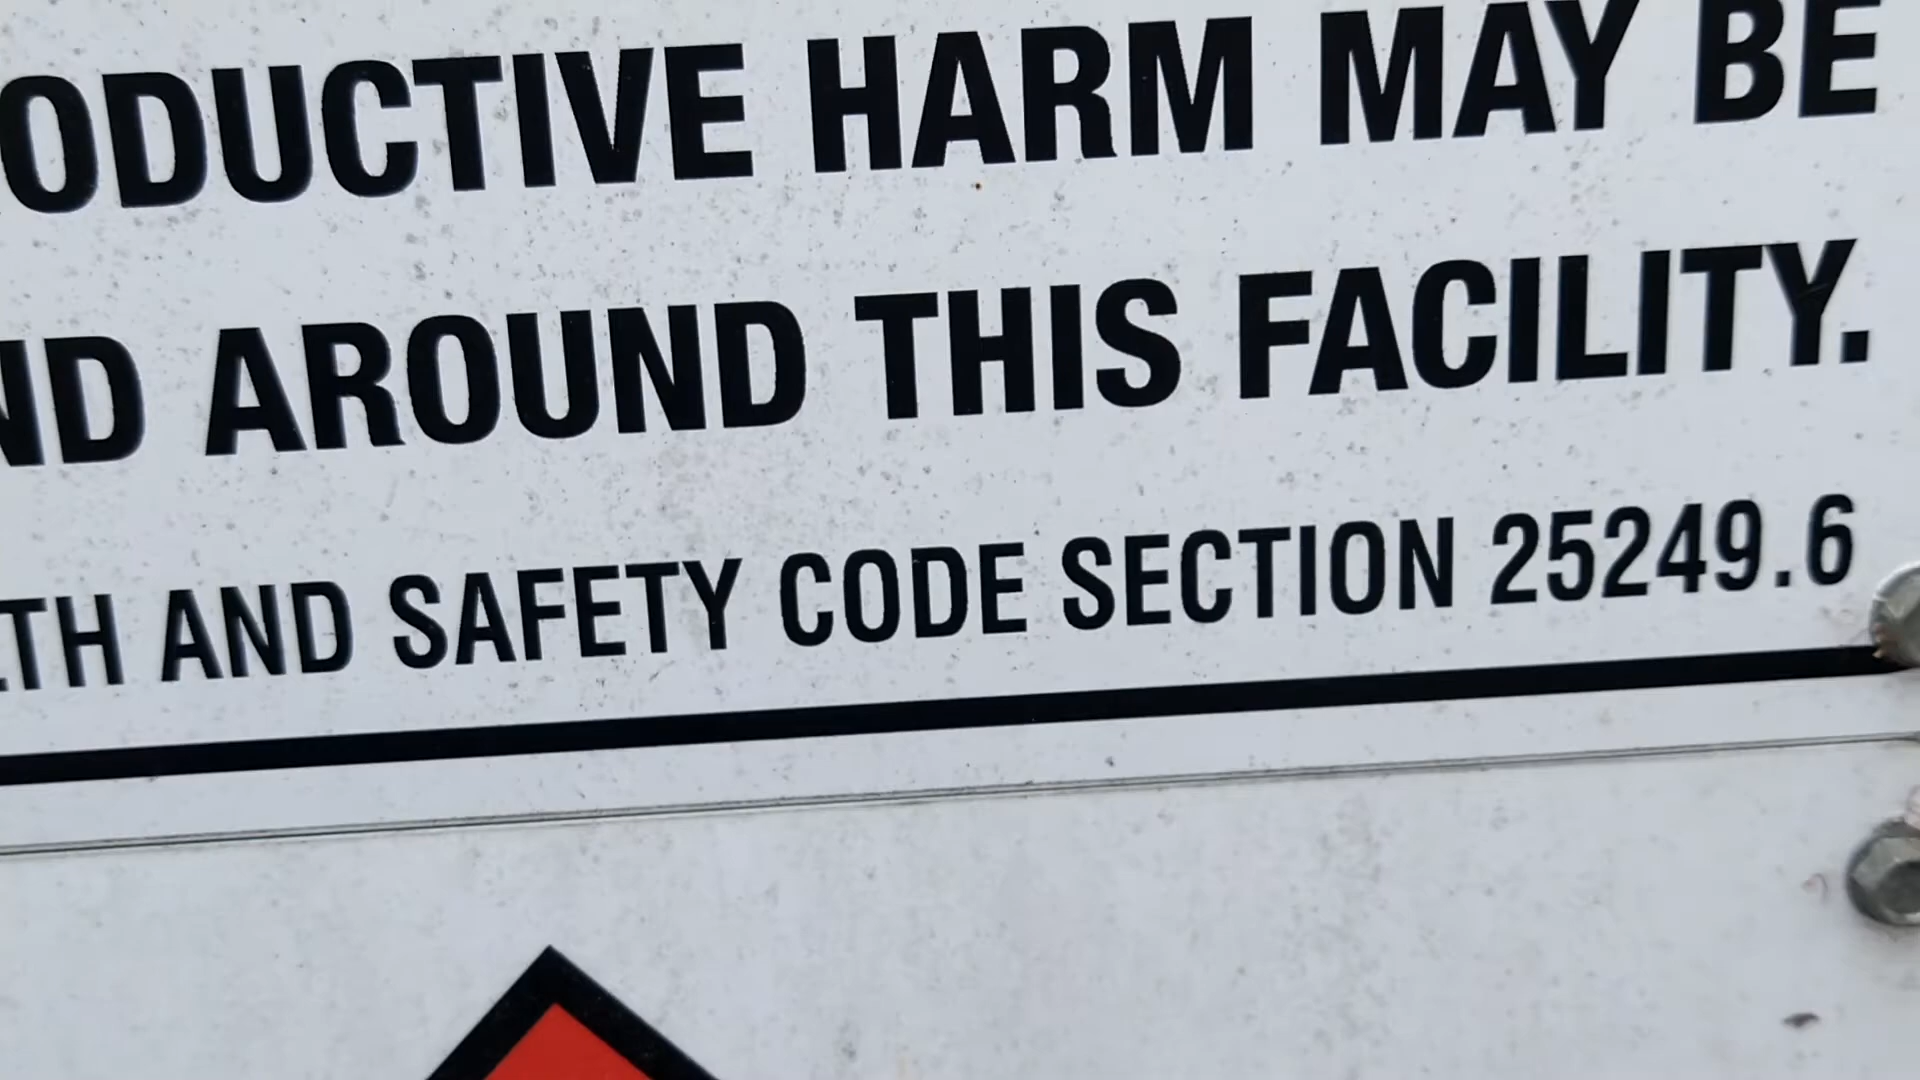 ODUCTIVE HARM MAY BE
ND AROUND THIS FACILITY.
LTH AND SAFETY CODE SECTION 25249.6